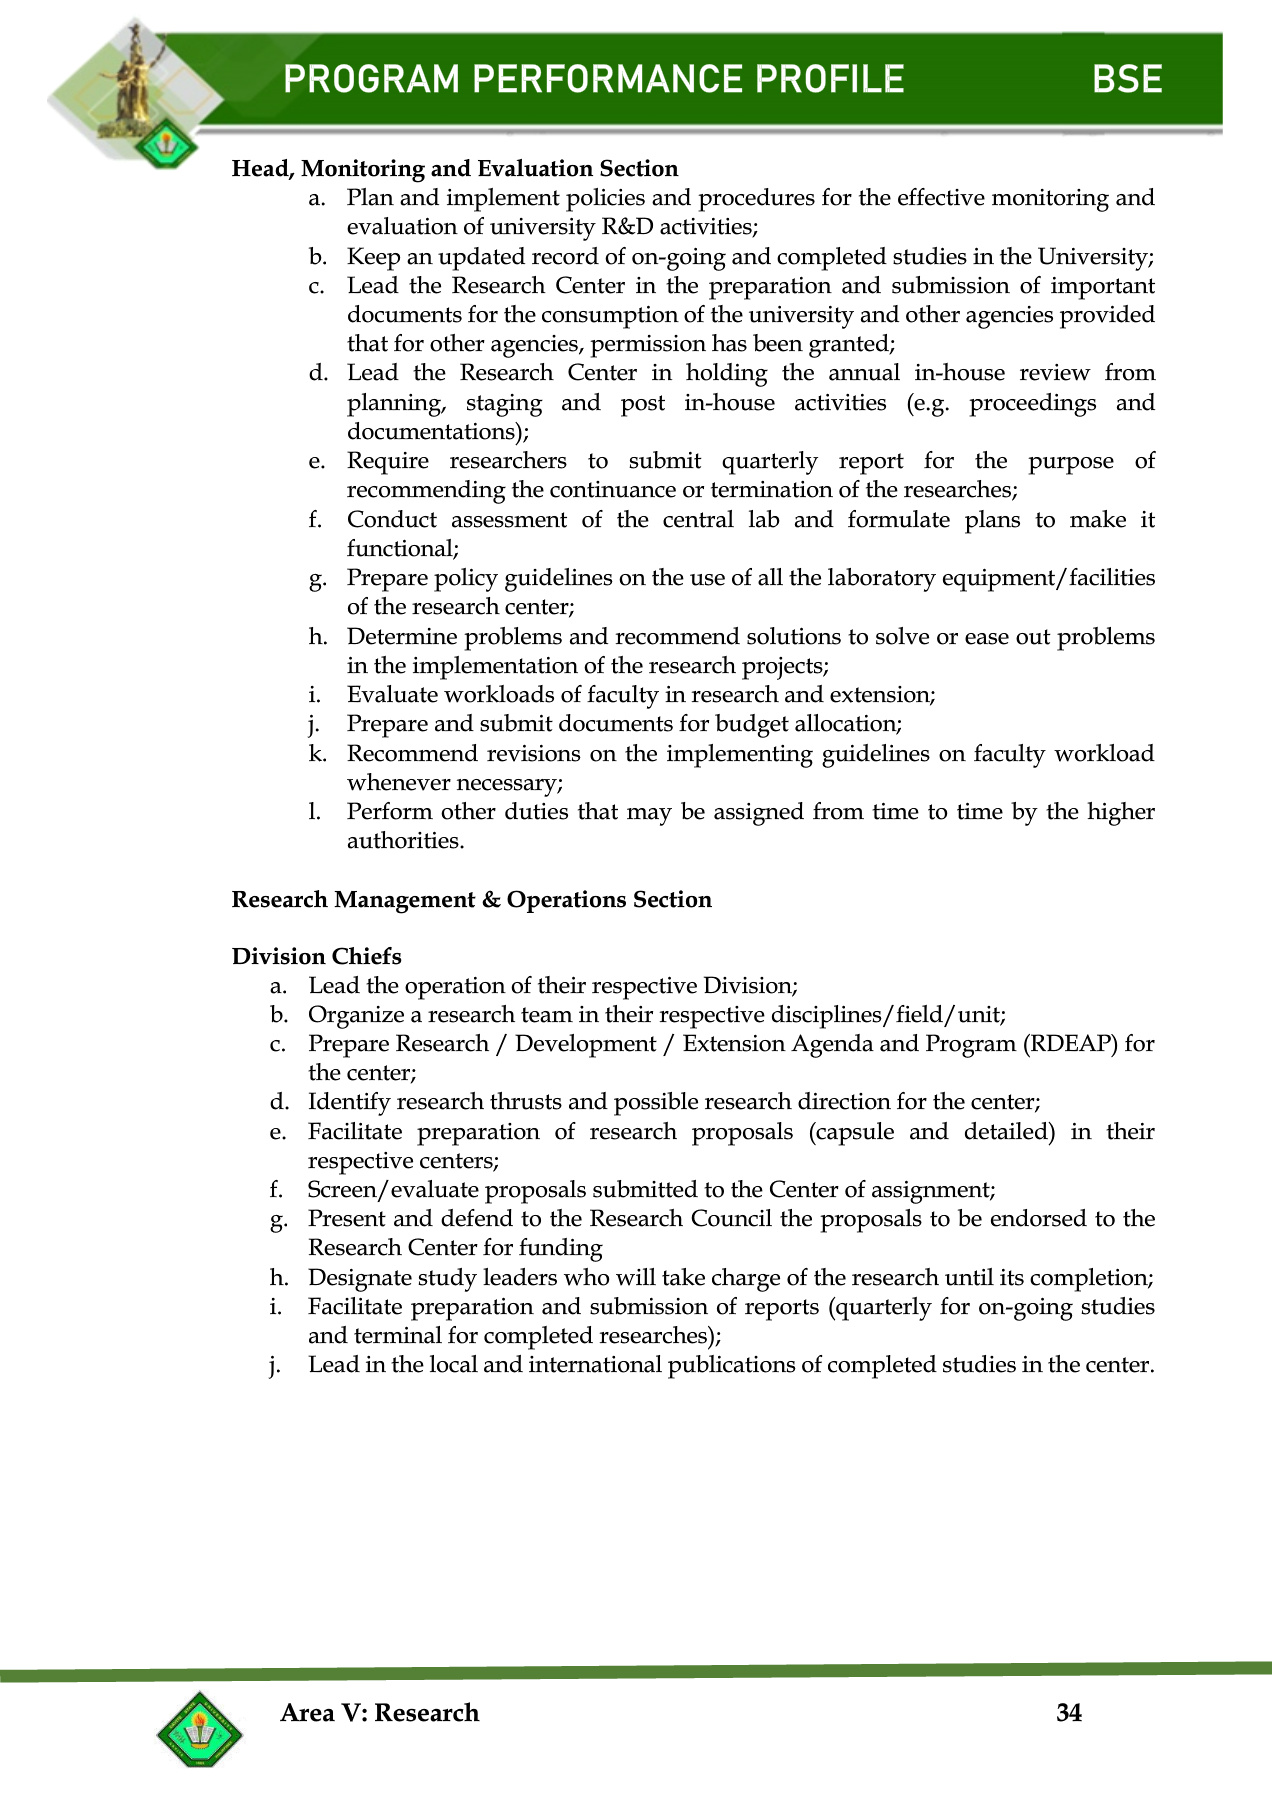 PROGRAM PERFORMANCE PROFILE BSE
Head, Monitoring and Evaluation Section
a. Plan and implement policies and procedures for the effective monitoring and
evaluation of university R&D activities;
b. Keep an updated record of on-going and completed studies in the University;
c. Lead the Research Center in the preparation and submission of important
documents for the consumption of the university and other agencies provided
that for other agencies, permission has been granted;
d. Lead the Research Center in holding the annual in-house review from
planning, staging and post in-house activities (e.g. proceedings and
documentations);
e. Require researchers to submit quarterly report for the purpose of
recommending the continuance or termination of the researches;
f. Conduct assessment of the central lab and formulate plans to make it
functional;
g. Prepare policy guidelines on the use of all the laboratory equipment/facilities
of the research center;
h. Determine problems and recommend solutions to solve or ease out problems
in the implementation of the research projects;
i. Evaluate workloads of faculty in research and extension;
j. Prepare and submit documents for budget allocation;
k. Recommend revisions on the implementing guidelines on faculty workload
whenever necessary;
l. Perform other duties that may be assigned from time to time by the higher
authorities.
Research Management & Operations Section
Division Chiefs
a. Lead the operation of their respective Division;
b. Organize a research team in their respective disciplines/field/unit;
c. Prepare Research / Development / Extension Agenda and Program (RDEAP) for
the center;
d. Identify research thrusts and possible research direction for the center;
e. Facilitate preparation of research proposals (capsule and detailed) in their
respective centers;
f. Screen/evaluate proposals submitted to the Center of assignment;
g. Present and defend to the Research Council the proposals to be endorsed to the
Research Center for funding
h. Designate study leaders who will take charge of the research until its completion;
i. Facilitate preparation and submission of reports (quarterly for on-going studies
and terminal for completed researches);
j. Lead in the local and international publications of completed studies in the center.
Area V: Research 34